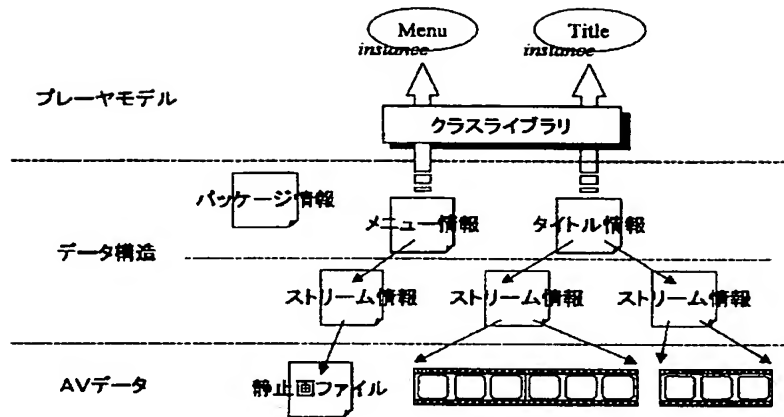 Menu
Title
instance
instance
プレーヤモデル
クラスライブラリ
パッケージ情報
メニュー情報
タイトル情報
データ構造
ストリーム情報
ストリーム情報
ストリーム情報
AVデータ
静止画ファイル